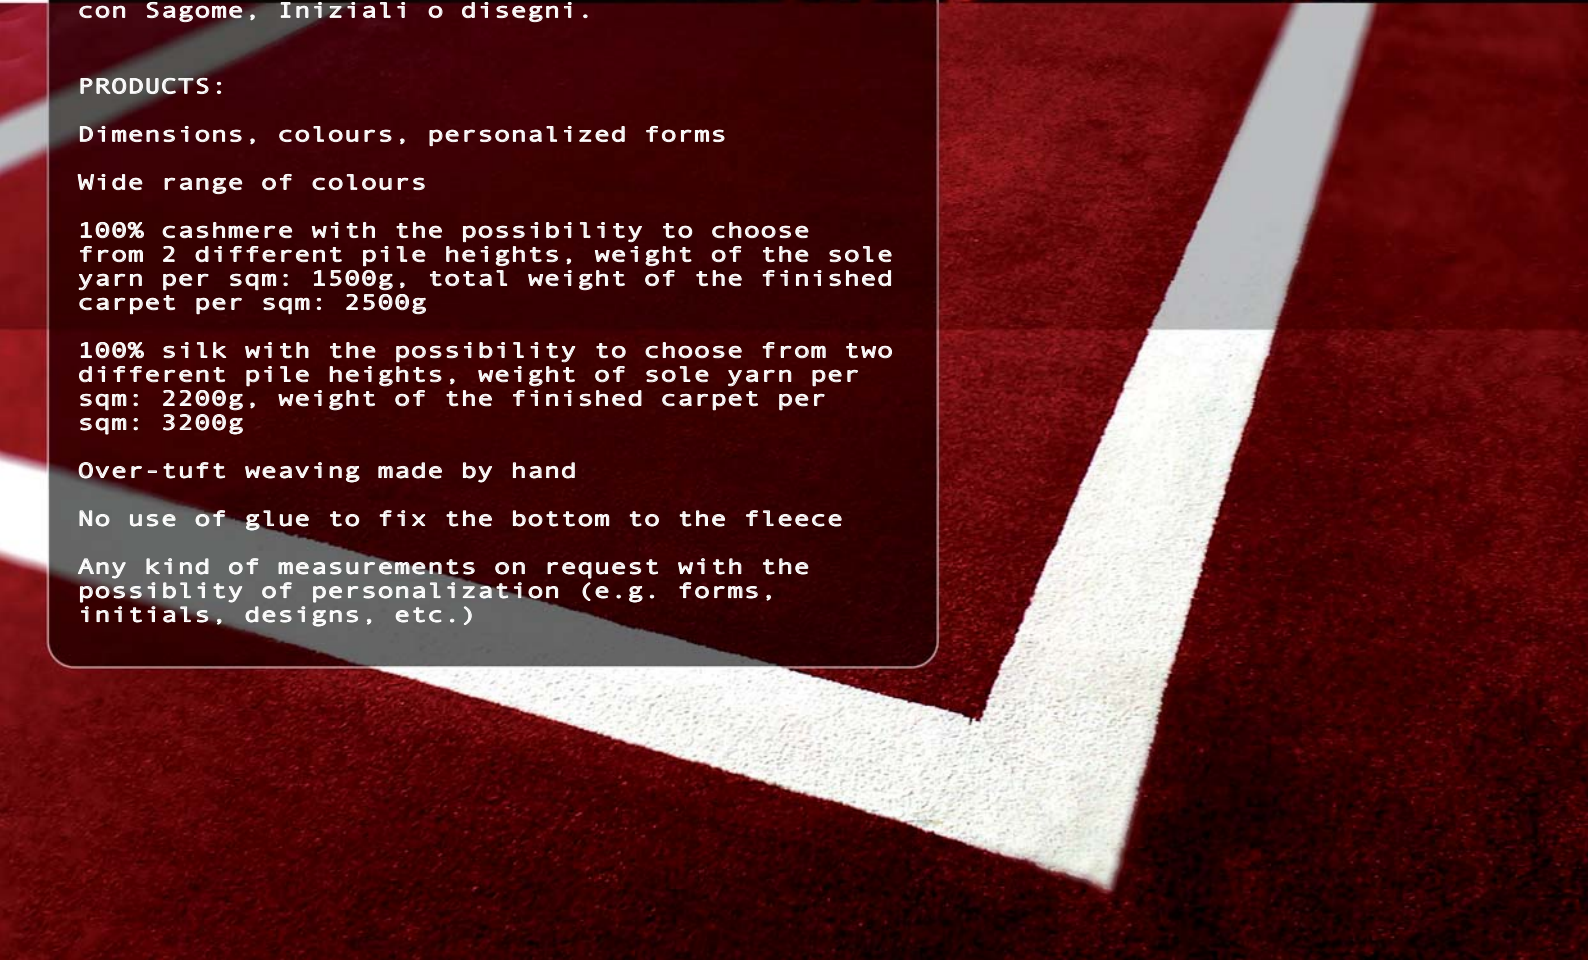 con Sagome, Iniziali o disegni.
PRODUCTS:
Dimensions, colours, personalized forms
Wide range of colours
100% cashmere with the possibility to choose
from 2 different pile heights, weight of the sole
yarn per sqm: 1500g, total weight of the finished
carpet per sqm: 2500g
100% silk with the possibility to choose from two
different pile heights, weight of sole yarn per
sqm: 2200g, weight of the finished carpet per
sqm: 3200g
Over-tuft weaving made by hand
No use of glue to fix the bottom to the fleece
Any kind of measurements on request with the
possiblity of personalization (e.g. forms,
initials, designs, etc.)